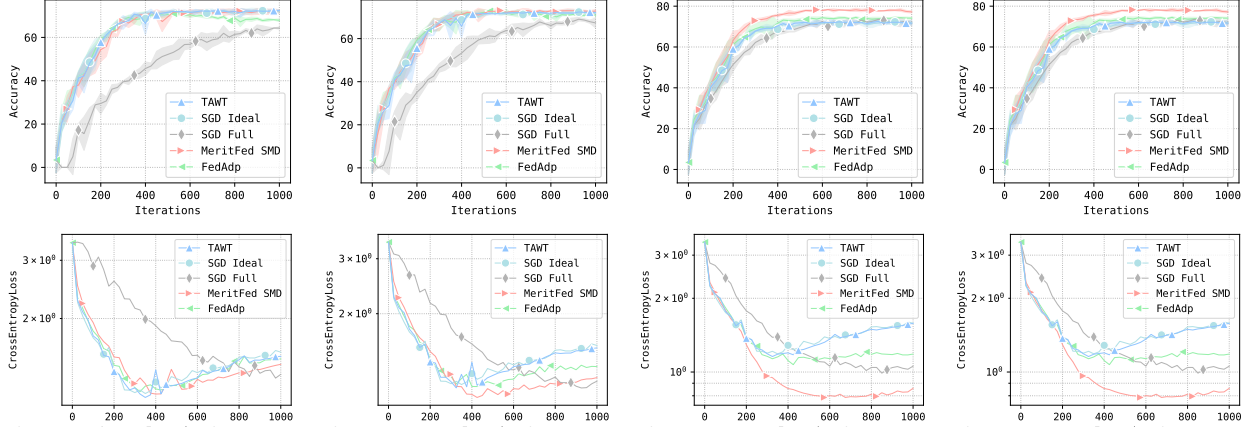 Accuracy
60
40
20
0
0 200 400 600 800 1000
Iterations
TAWT
SGD Ideal
SGD Full
MeritFed SMD
FedAdp
Accuracy
60
40
20
0
0 200 400 600 800 1000
Iterations
TAWT
SGD Ideal
SGD Full
MeritFed SMD
FedAdp
Accuracy
80
60
40
20
0
0 200 400 600 800 1000
Iterations
TAWT
SGD Ideal
SGD Full
MeritFed SMD
FedAdp
Accuracy
80
60
40
20
0
0 200 400 600 800 1000
Iterations
TAWT
SGD Ideal
SGD Full
MeritFed SMD
FedAdp
CrossEntropyLoss
3 × 10⁰
2 × 10⁰
0 200 400 600 800 1000
TAWT
SGD Ideal
SGD Full
MeritFed SMD
FedAdp
CrossEntropyLoss
3 × 10⁰
2 × 10⁰
0 200 400 600 800 1000
TAWT
SGD Ideal
SGD Full
MeritFed SMD
FedAdp
CrossEntropyLoss
3 × 10⁰
2 × 10⁰
10⁰
600 200 400 600 800 1000
TAWT
SGD Ideal
SGD Full
MeritFed SMD
FedAdp
CrossEntropyLoss
3 × 10⁰
2 × 10⁰
10⁰
0 200 400 600 800 1000
TAWT
SGD Ideal
SGD Full
MeritFed SMD
FedAdp